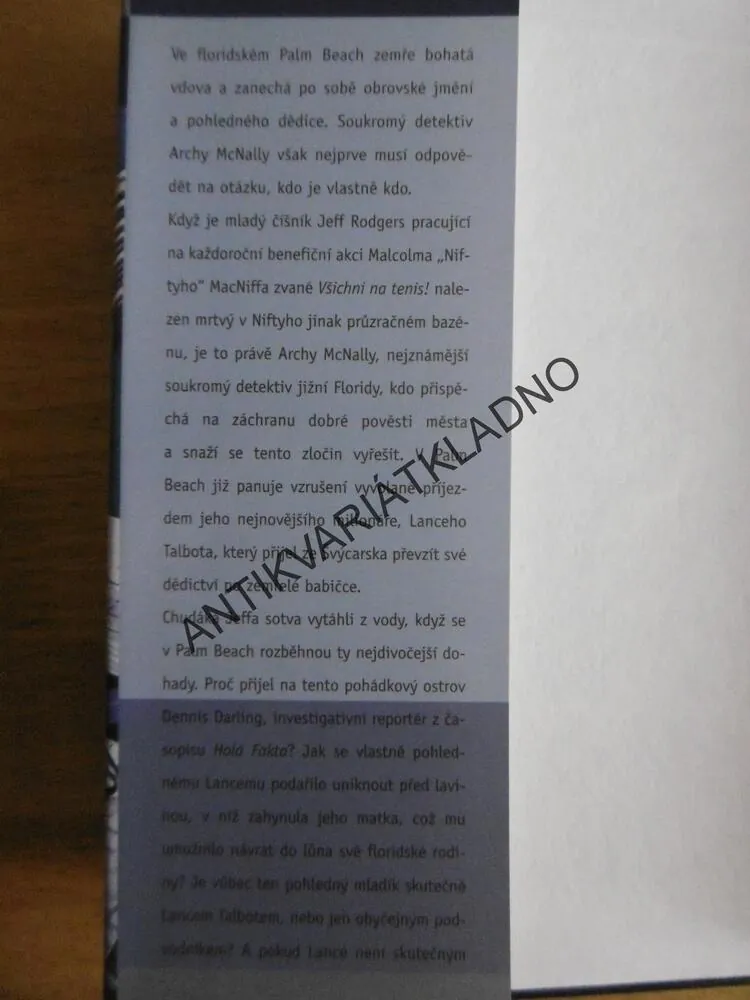 Ve floridském Palm Beach zemře bohatá
vdova a zanechá po sobě obrovské jmění
a pohledného dědice. Soukromý detektiv
Archy McNally však nejprve musí odpově-
dět na otázku, kdo je vlastně kdo.
Když je mladý číšník Jeff Rodgers pracující
na každoroční benefiční akci Malcolma „Nif-
tyho“ MacNiffa zvané Všichni na tenis! nale-
zen mrtvý v Niftyho jinak průzračném bazé-
nu, je to právě Archy McNally, nejznámější
soukromý detektiv jižní Floridy, kdo přispě-
chá na záchranu dobré pověsti města
a snaží se tento zločin vyřešit. V Palm
Beach již panuje vzrušení vyvolané příjez-
dem jeho nejnovějšího milionáře, Lanceho
Talbota, který přijel ze Švýcarska převzít své
dědictví po zemřelé babičce.
Chudáka Jeffa sotva vytáhli z vody, když se
v Palm Beach rozběhnou ty nejdivočejší do-
hady. Proč přijel na tento pohádkový ostrov
Dennis Darling, investigativní reportér z ča-
sopisu Holá Fakta? Jak se vlastně pohled-
nému Lancemu podařilo uniknout před lavi-
nou, v níž zahynula jeho matka, což mu
umožnilo návrat do lůna své floridské rodi-
ny? Je vůbec ten pohledný mladík skutečně
Lancem Talbotem, nebo jen obyčejným pod-
vodníkem? A pokud Lance není skutečným
ANTIKVARIÁTKLADNO